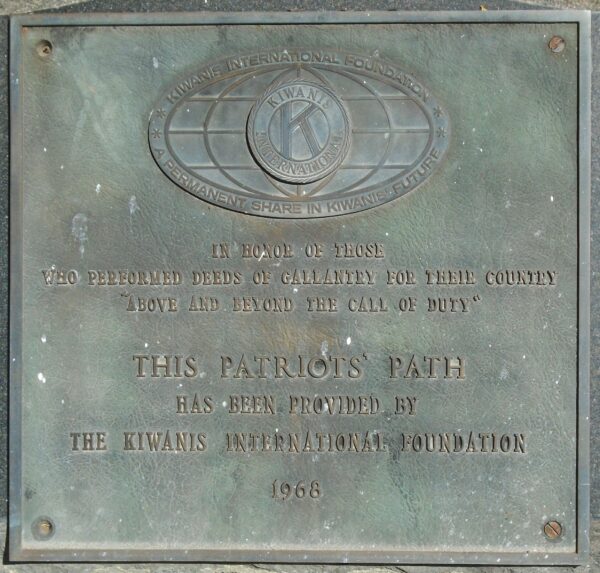 KIWANIS INTERNATIONAL FOUNDATION
KIWANIS
K
INTERNATIONAL
* * A PERMANENT SHARE IN KIWANIS' FUTURE * *
IN HONOR OF THOSE
WHO PERFORMED DEEDS OF GALLANTRY FOR THEIR COUNTRY
"ABOVE AND BEYOND THE CALL OF DUTY"
THIS PATRIOTS' PATH
HAS BEEN PROVIDED BY
THE KIWANIS INTERNATIONAL FOUNDATION
1968